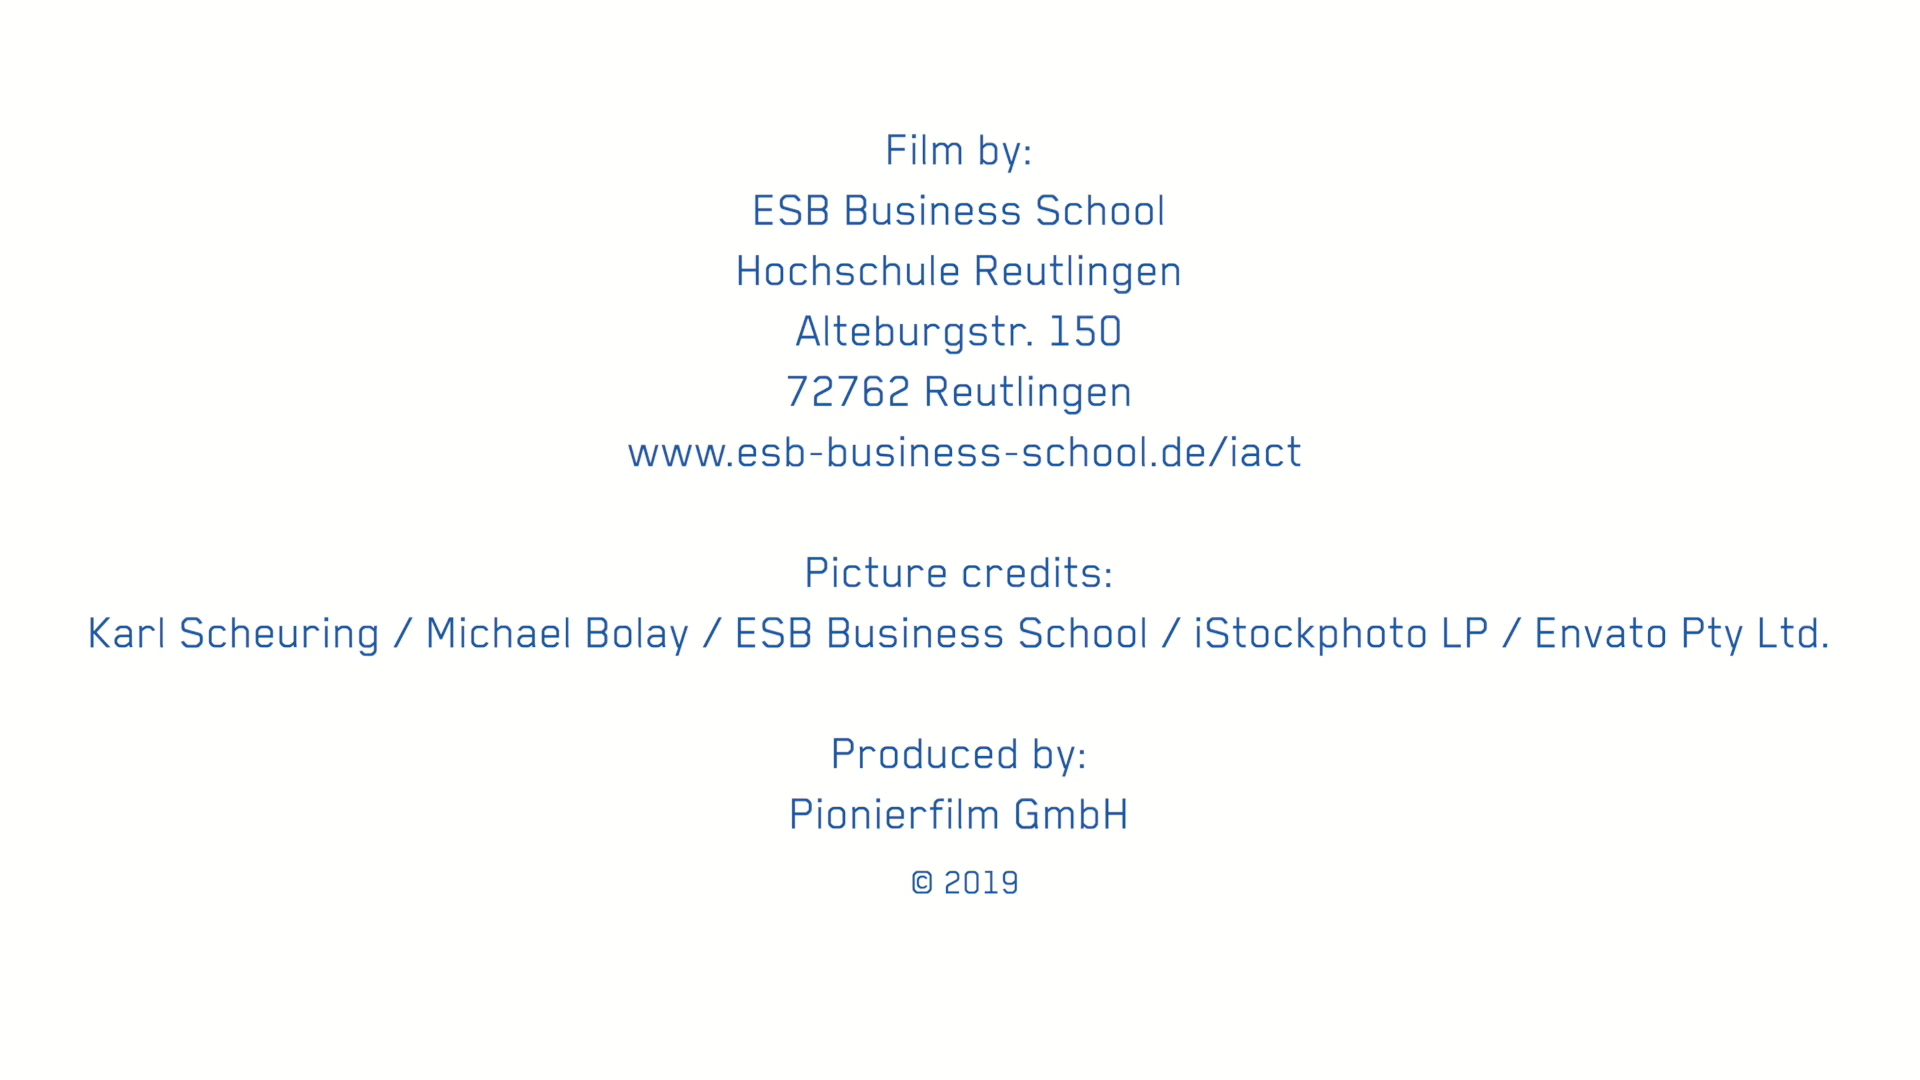 Film by:
ESB Business School
Hochschule Reutlingen
Alteburgstr. 150
72762 Reutlingen
www.esb-business-school.de/iact
Picture credits:
Karl Scheuring / Michael Bolay / ESB Business School / iStockphoto LP / Envato Pty Ltd.
Produced by:
Pionierfilm GmbH
© 2019